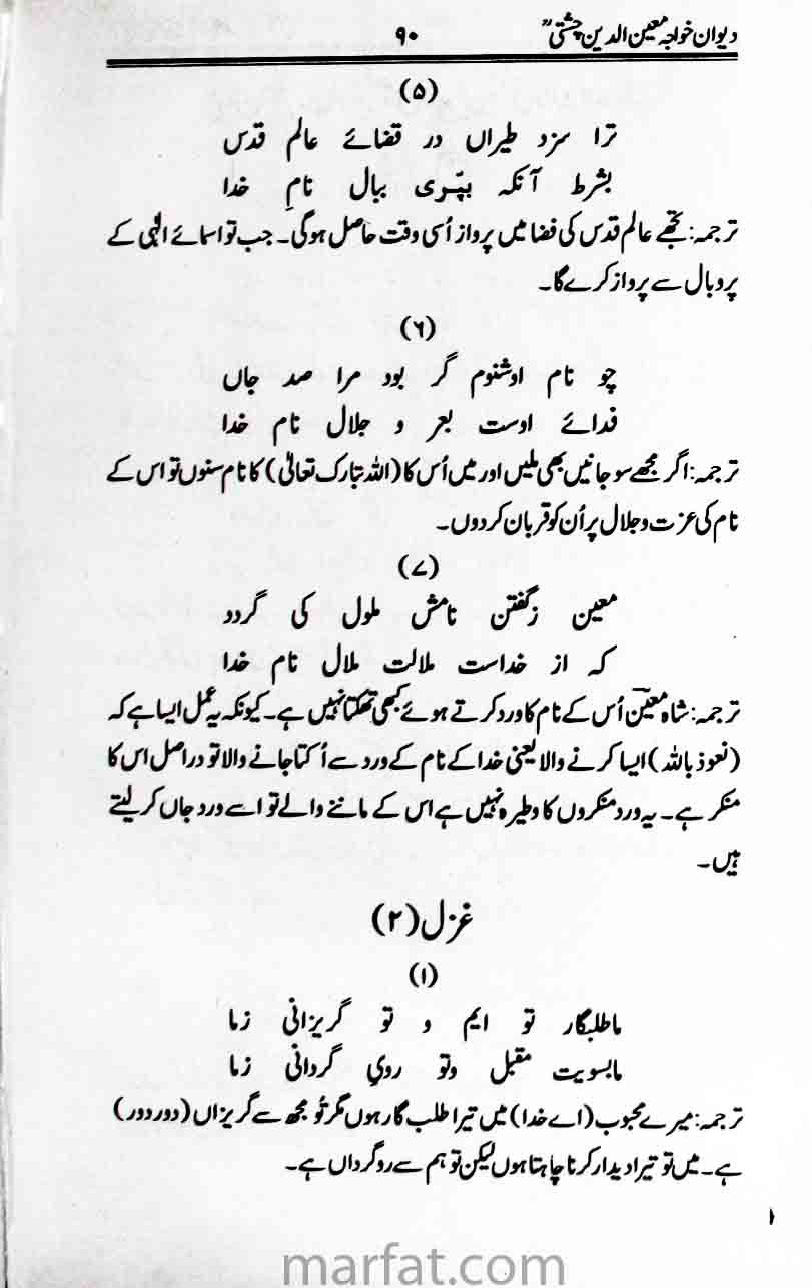 دیوان خواجہ معین الدین چشتیؒ ۹۰
(۵)
ترا سزد طیراں در قضائے عالم قدس
بشرط آنکہ بپّری ببال نامِ خدا
ترجمہ: تجھے عالم قدس کی فضا میں پرواز اُسی وقت حاصل ہوگی۔ جب تو اسمائے الٰہی کے
پروبال سے پرواز کرے گا۔
(۶)
چو نام اوشنوم گر بود مرا صد جاں
فدائے اوست بعر و جلال نام خدا
ترجمہ: اگر مجھے سو جانیں بھی ملیں اور میں اُس کا (اللہ تبارک تعالیٰ) کا نام سنوں تو اس کے
نام کی عزت و جلال پر اُن کو قربان کردوں۔
(۷)
معین زگفتن نامش ملول کی گردد
کہ از خداست ملالت ملال نام خدا
ترجمہ: شاہ معینؔ اُس کے نام کا ورد کرتے ہوئے کبھی تھکتا نہیں ہے۔ کیونکہ یہ عمل ایسا ہے کہ
(نعوذ باللہ) ایسا کرنے والا یعنی خدا کے نام کے ورد سے اُکتا جانے والا تو دراصل اس کا
منکر ہے۔ یہ ورد منکروں کا وطیرہ نہیں ہے اس کے ماننے والے تو اسے ورد جاں کر لیتے
ہیں۔
غزل (۲)
(۱)
ماطلبگار تو ایم و تو گریزانی زما
مابسویت مقبل وتو روي گردانی زما
ترجمہ: میرے محبوب (اے خدا) میں تیرا طلب گار ہوں مگر تُو مجھ سے گریزاں (دور دور)
ہے۔ میں تو تیرا دیدار کرنا چاہتا ہوں لیکن تو ہم سے روگرداں ہے۔
marfat.com